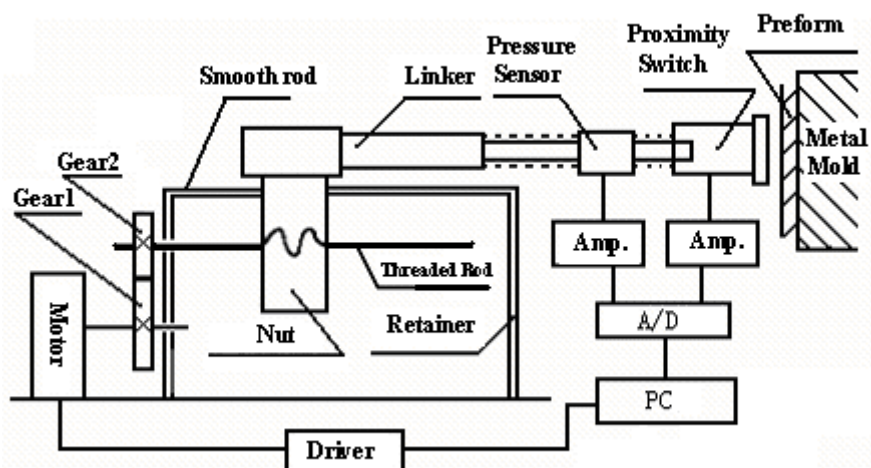 Preform
Pressure
Sensor
Proximity
Switch
Smooth rod
Linker
Metal
Mold
Gear2
Gear1
Amp.
Amp.
Threaded Rod
Motor
Nut
Retainer
A/D
PC
Driver